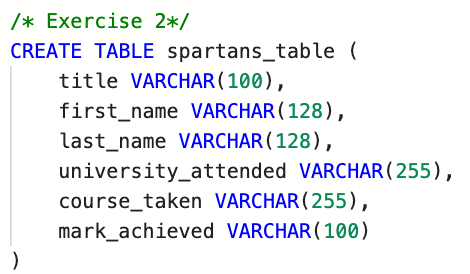 /* Exercise 2*/
CREATE TABLE spartans_table (
    title VARCHAR(100),
    first_name VARCHAR(128),
    last_name VARCHAR(128),
    university_attended VARCHAR(255),
    course_taken VARCHAR(255),
    mark_achieved VARCHAR(100)
)